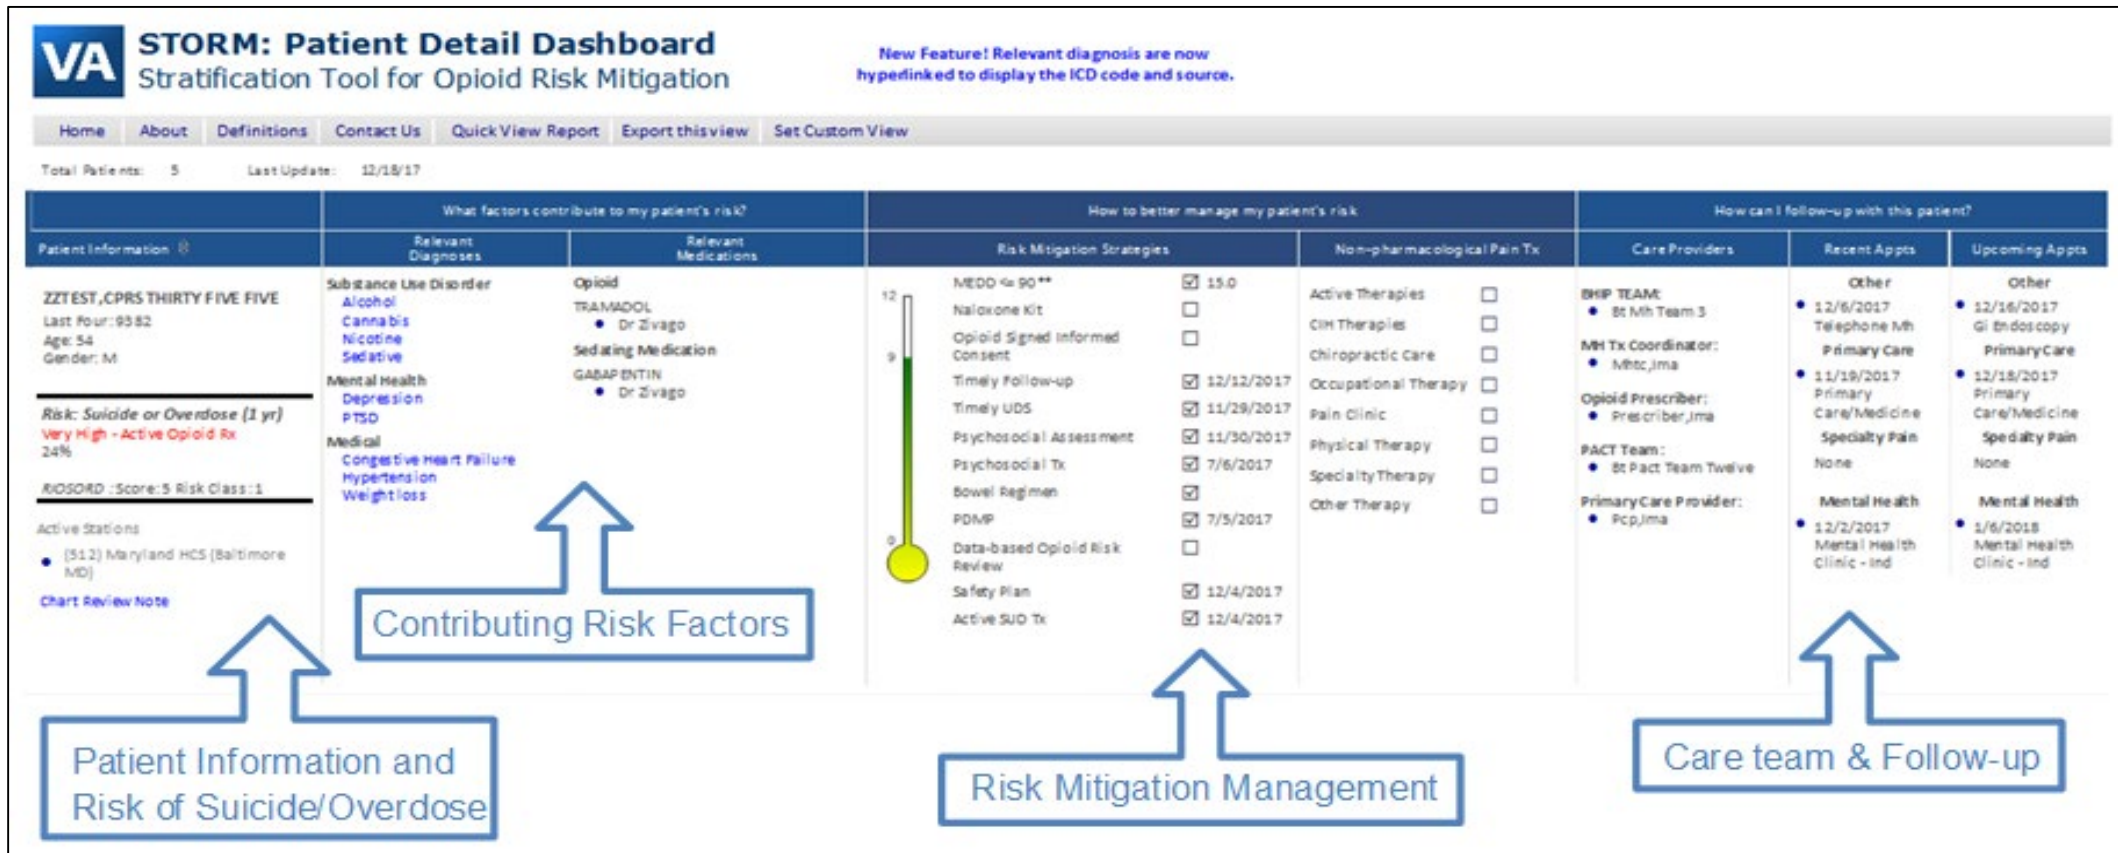 VA
STORM: Patient Detail Dashboard
Stratification Tool for Opioid Risk Mitigation
New Feature! Relevant diagnosis are now
hyperlinked to display the ICD code and source.
Home About Definitions Contact Us Quick View Report Export this view Set Custom View
Total Patients: 5 Last Update: 12/18/17
What factors contribute to my patient's risk?
How to better manage my patient's risk
How can I follow-up with this patient?
Patient Information
Relevant
Diagnoses
Relevant
Medications
Risk Mitigation Strategies
Non-pharmacological Pain Tx
Care Providers
Recent Appts
Upcoming Appts
ZZTEST,CPRS THIRTY FIVE FIVE
Last Four:9382
Age: 54
Gender: M
Risk: Suicide or Overdose (1 yr)
Very High - Active Opioid Rx
24%
RIOSORD :Score:5 Risk Class:1
Active Stations
(512) Maryland HCS (Baltimore
MD)
Chart Review Note
Substance Use Disorder
Alcohol
Cannabis
Nicotine
Sedative
Mental Health
Depression
PTSD
Medical
Congestive Heart Failure
Hypertension
Weight loss
Opioid
TRAMADOL
Dr Zivago
Sedating Medication
GABAPENTIN
Dr Zivago
12
9
0
MEDD <= 90** 15.0
Naloxone Kit
Opioid Signed Informed
Consent
Timely Follow-up 12/12/2017
Timely UDS 11/29/2017
Psychosocial Assessment 11/30/2017
Psychosocial Tx 7/6/2017
Bowel Regimen
PDMP 7/5/2017
Data-based Opioid Risk
Review
Safety Plan 12/4/2017
Active SUD Tx 12/4/2017
Active Therapies
CIH Therapies
Chiropractic Care
Occupational Therapy
Pain Clinic
Physical Therapy
Specialty Therapy
Other Therapy
BHIP TEAM:
Bt Mh Team 3
MH Tx Coordinator:
Mhtc,Ima
Opioid Prescriber:
Prescriber,Ima
PACT Team:
Bt Pact Team Twelve
Primary Care Provider:
Pcp,Ima
Other
12/6/2017
Telephone Mh
Primary Care
11/19/2017
Primary
Care/Medicine
Specialty Pain
None
Mental Health
12/2/2017
Mental Health
Clinic - Ind
Other
12/16/2017
Gi Endoscopy
Primary Care
12/18/2017
Primary
Care/Medicine
Specialty Pain
None
Mental Health
1/6/2018
Mental Health
Clinic - Ind
Patient Information and
Risk of Suicide/Overdose
Contributing Risk Factors
Risk Mitigation Management
Care team & Follow-up